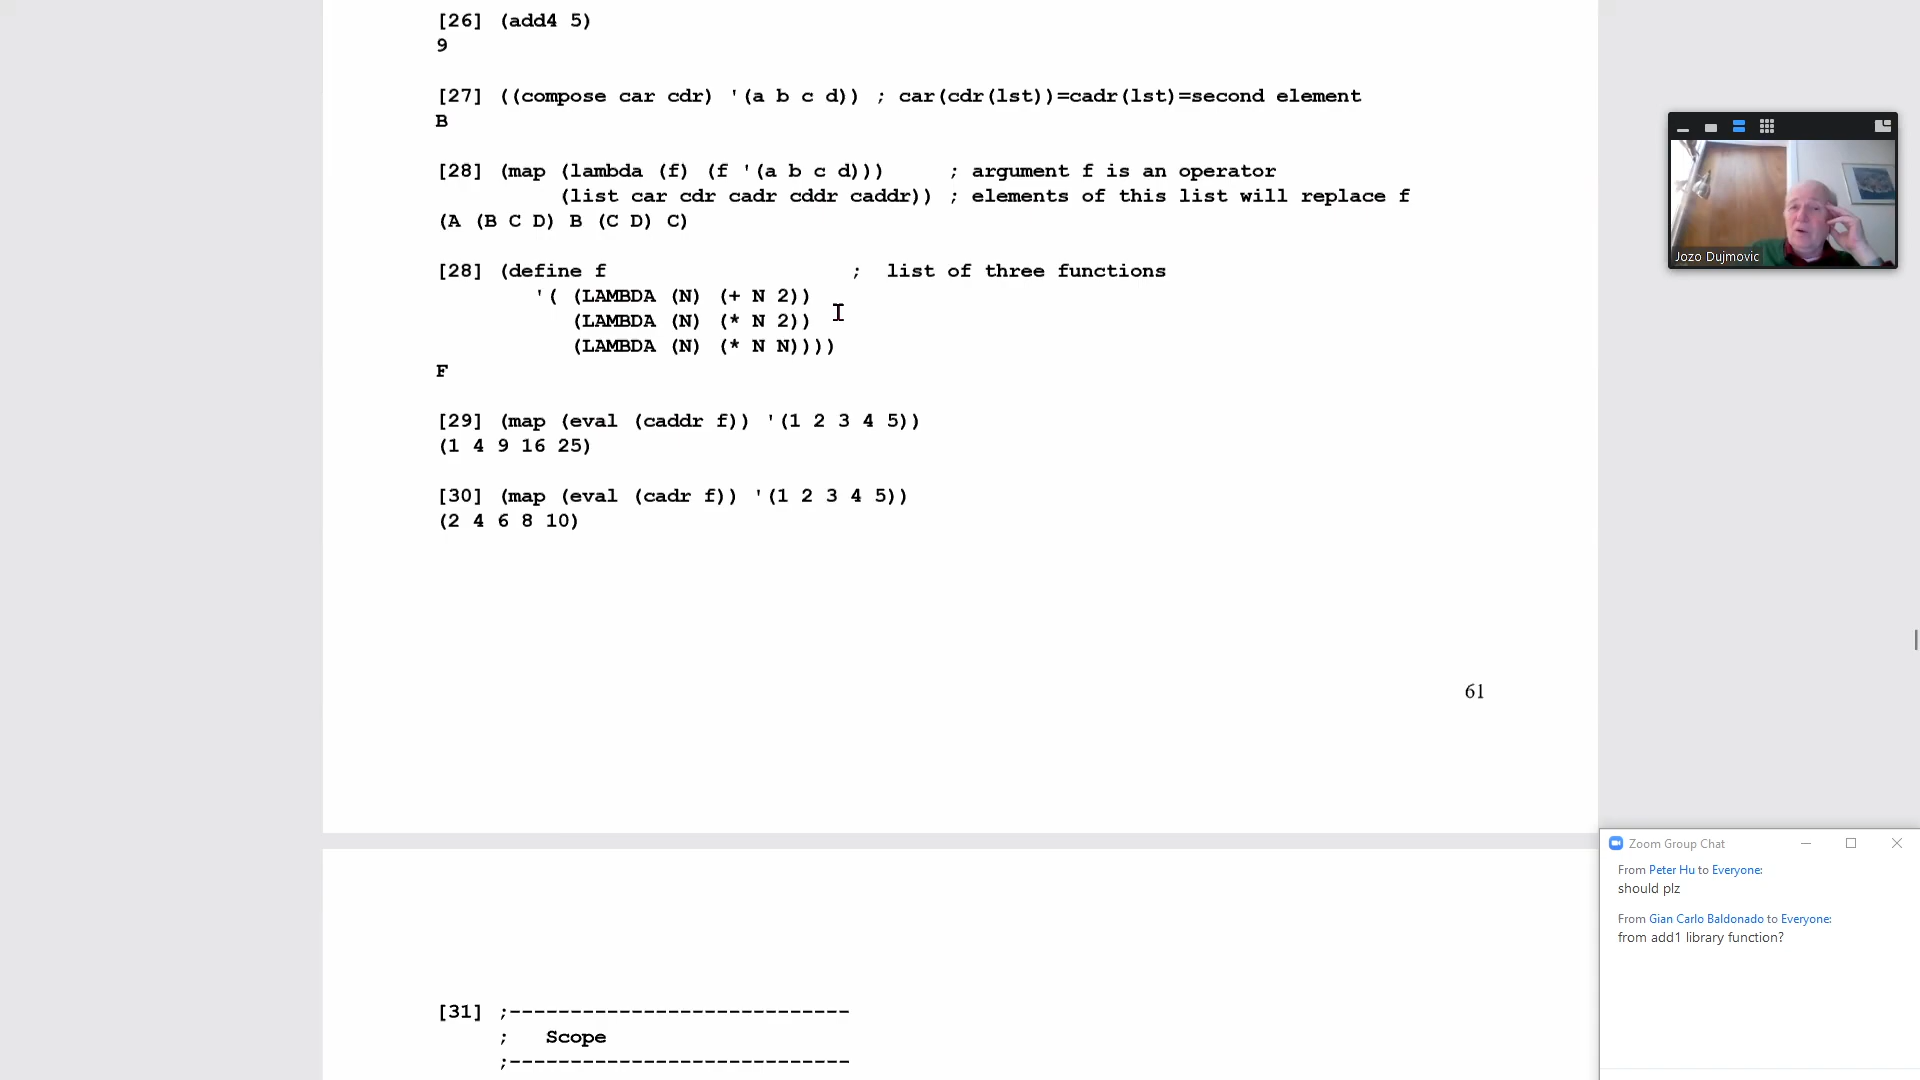 [26] (add4 5)
9
[27] ((compose car cdr) '(a b c d)) ; car(cdr(lst))=cadr(lst)=second element
B
[28] (map (lambda (f) (f '(a b c d))) ; argument f is an operator
(list car cdr cadr cddr caddr)) ; elements of this list will replace f
(A (B C D) B (C D) C)
[28] (define f ; list of three functions
'( (LAMBDA (N) (+ N 2))
(LAMBDA (N) (* N 2))
(LAMBDA (N) (* N N))))
F
[29] (map (eval (caddr f)) '(1 2 3 4 5))
(1 4 9 16 25)
[30] (map (eval (cadr f)) '(1 2 3 4 5))
(2 4 6 8 10)
61
[31] ;----------------------------
; Scope
;----------------------------
Jozo Dujmovic
Zoom Group Chat
From Peter Hu to Everyone:
should plz
From Gian Carlo Baldonado to Everyone:
from add1 library function?